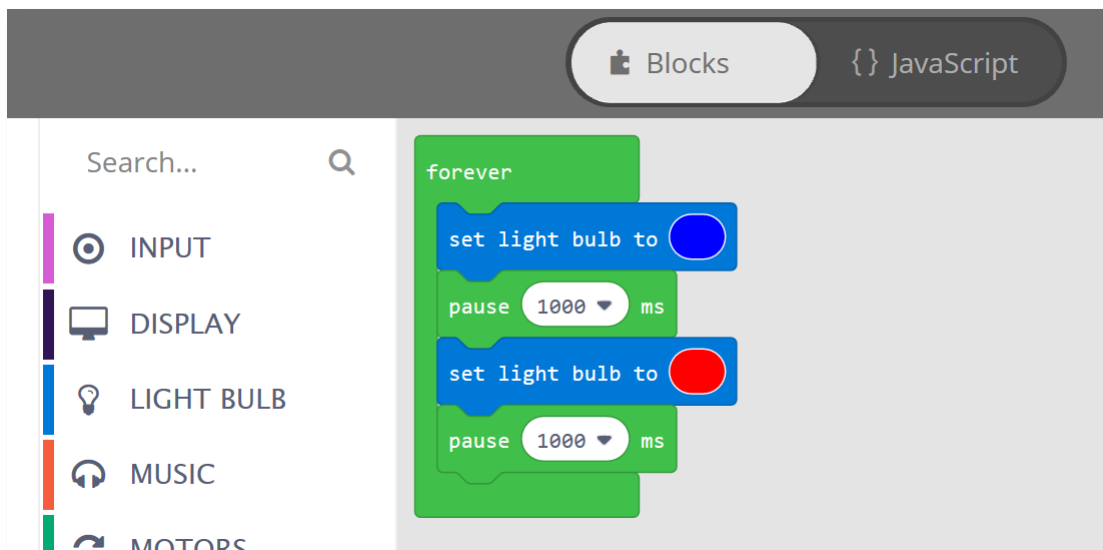 Blocks
{ } JavaScript
Search...
INPUT
DISPLAY
LIGHT BULB
MUSIC
MOTORS
forever
set light bulb to
pause 1000 ms
set light bulb to
pause 1000 ms